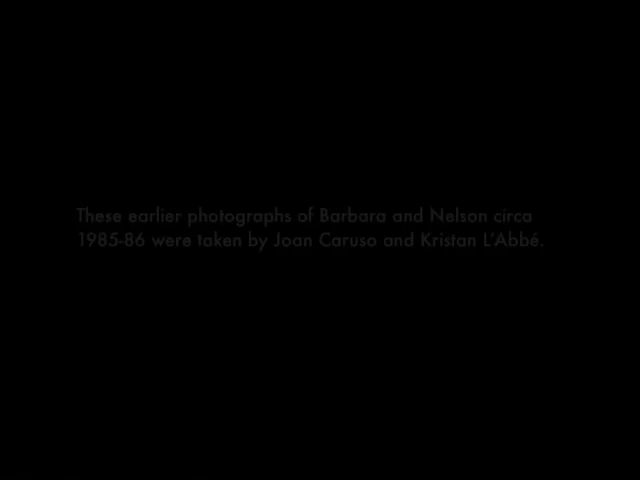 These earlier photographs of Barbara and Nelson circa
1985-86 were taken by Joan Caruso and Kristan L'Abbé.